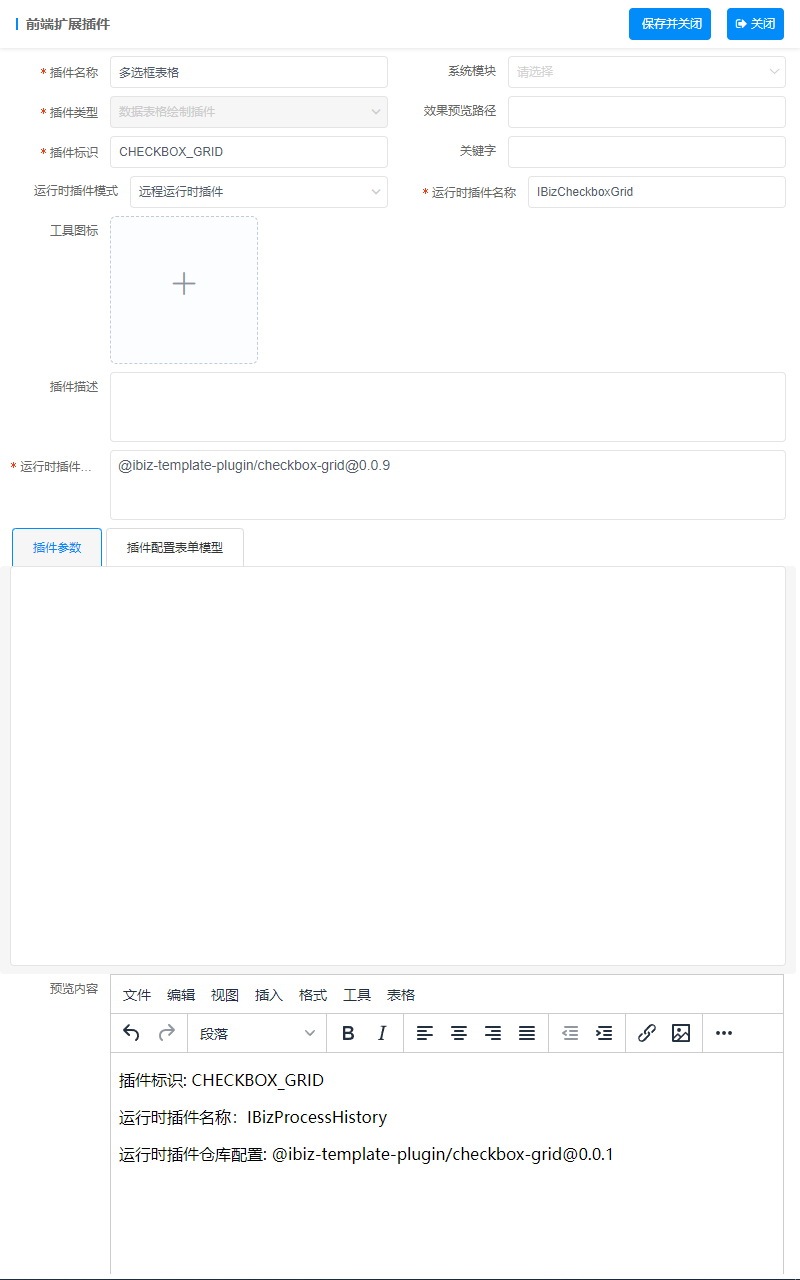 前端扩展插件
保存并关闭
关闭
* 插件名称
多选框表格
系统模块
请选择
* 插件类型
数据表格绘制插件
效果预览路径
* 插件标识
CHECKBOX_GRID
关键字
运行时插件模式
远程运行时插件
* 运行时插件名称
IBizCheckboxGrid
工具图标
插件描述
* 运行时插件...
@ibiz-template-plugin/checkbox-grid@0.0.9
插件参数
插件配置表单模型
预览内容
文件 编辑 视图 插入 格式 工具 表格
段落
B I
插件标识: CHECKBOX_GRID
运行时插件名称：IBizProcessHistory
运行时插件仓库配置: @ibiz-template-plugin/checkbox-grid@0.0.1